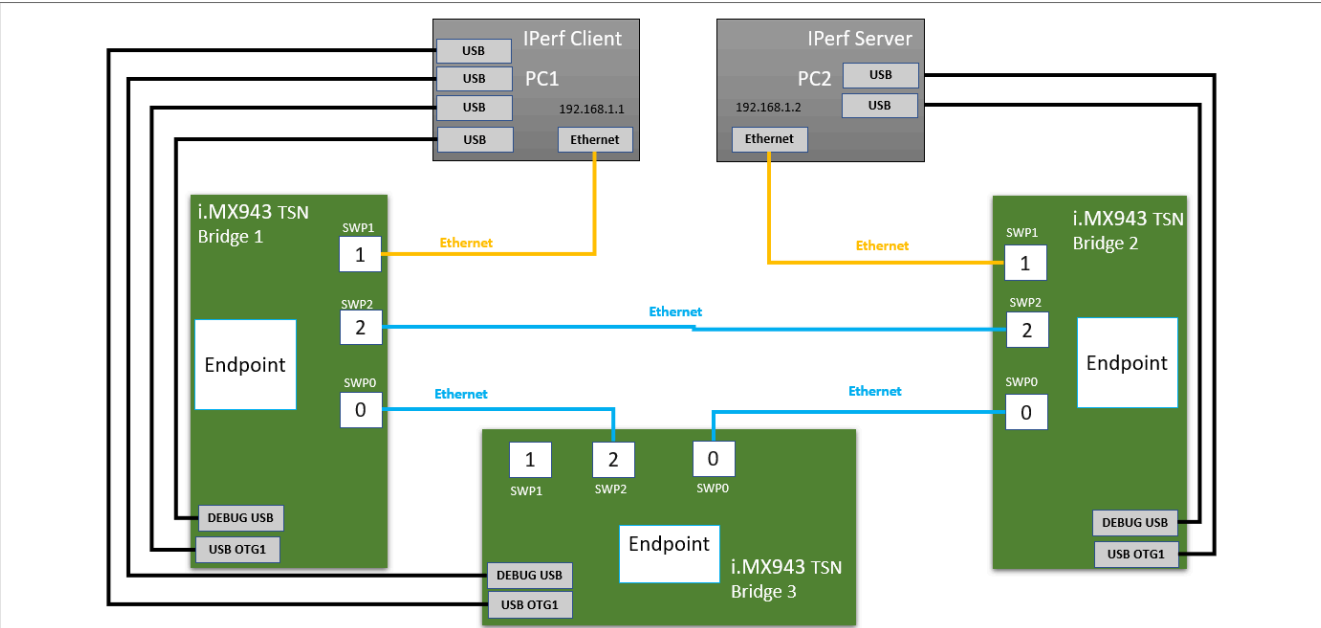 IPerf Client
PC1
USB
USB
USB
USB
192.168.1.1
Ethernet
IPerf Server
PC2
USB
USB
192.168.1.2
Ethernet
i.MX943 TSN
Bridge 1
SWP1
1
SWP2
2
SWP0
0
Endpoint
DEBUG USB
USB OTG1
Ethernet
Ethernet
Ethernet
Ethernet
Ethernet
i.MX943 TSN
Bridge 2
SWP1
1
SWP2
2
SWP0
0
Endpoint
DEBUG USB
USB OTG1
1
SWP1
2
SWP2
0
SWP0
Endpoint
i.MX943 TSN
Bridge 3
DEBUG USB
USB OTG1